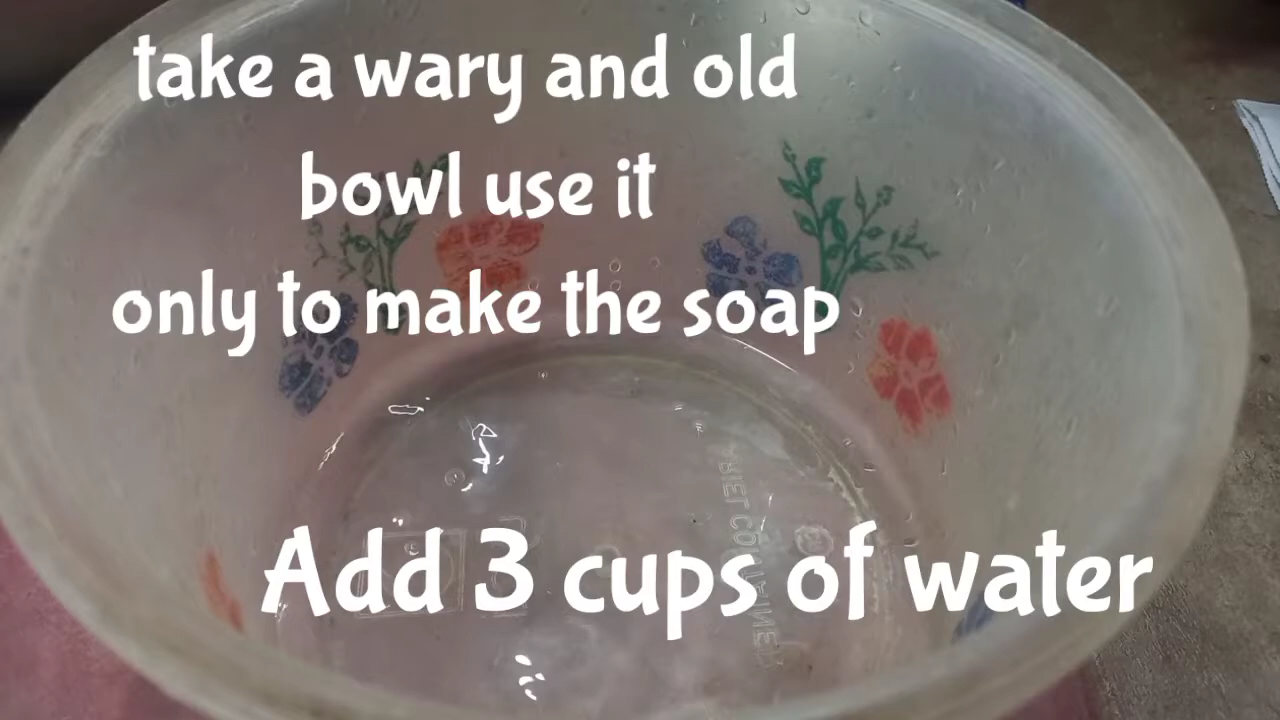 take a wary and old
bowl use it
only to make the soap
Add 3 cups of water